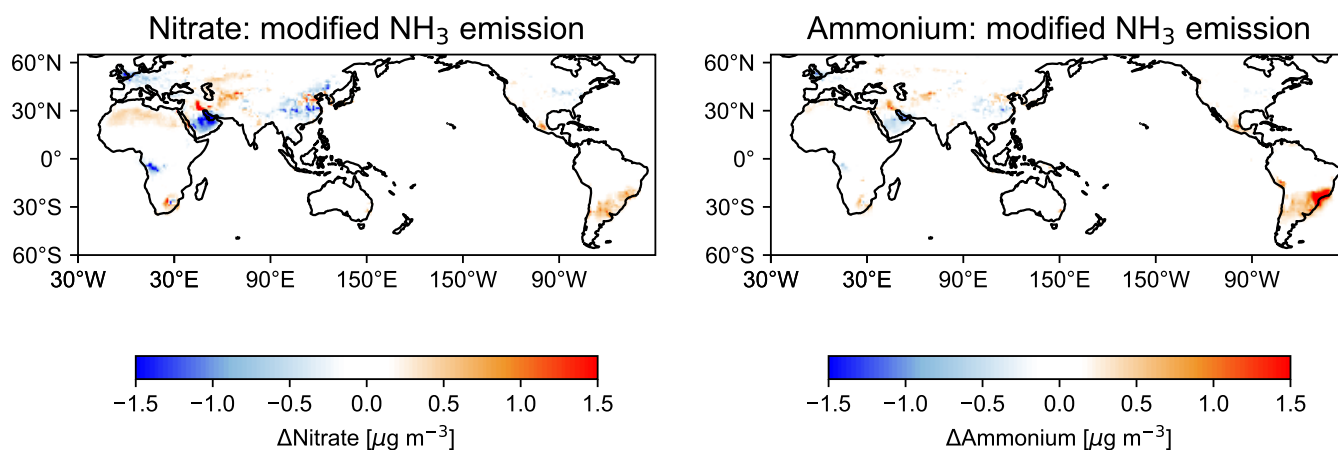 Nitrate: modified NH₃ emission
60°N
30°N
0°
30°S
60°S
30°W 30°E 90°E 150°E 150°W 90°W
−1.5 −1.0 −0.5 0.0 0.5 1.0 1.5
ΔNitrate [μg m⁻³]
Ammonium: modified NH₃ emission
60°N
30°N
0°
30°S
60°S
30°W 30°E 90°E 150°E 150°W 90°W
−1.5 −1.0 −0.5 0.0 0.5 1.0 1.5
ΔAmmonium [μg m⁻³]